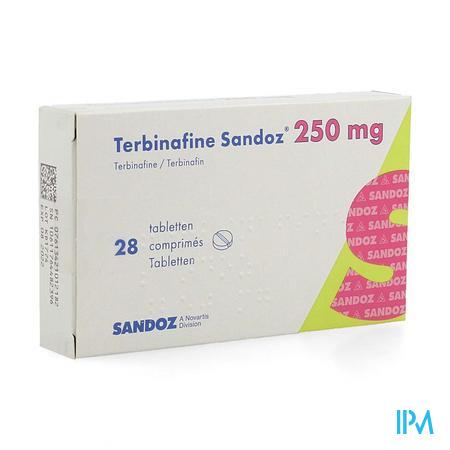 Terbinafine Sandoz® 250 mg
Terbinafine / Terbinafin
28
tabletten
comprimés
Tabletten
SANDOZ A Novartis
Division
SANDOZ
IPM